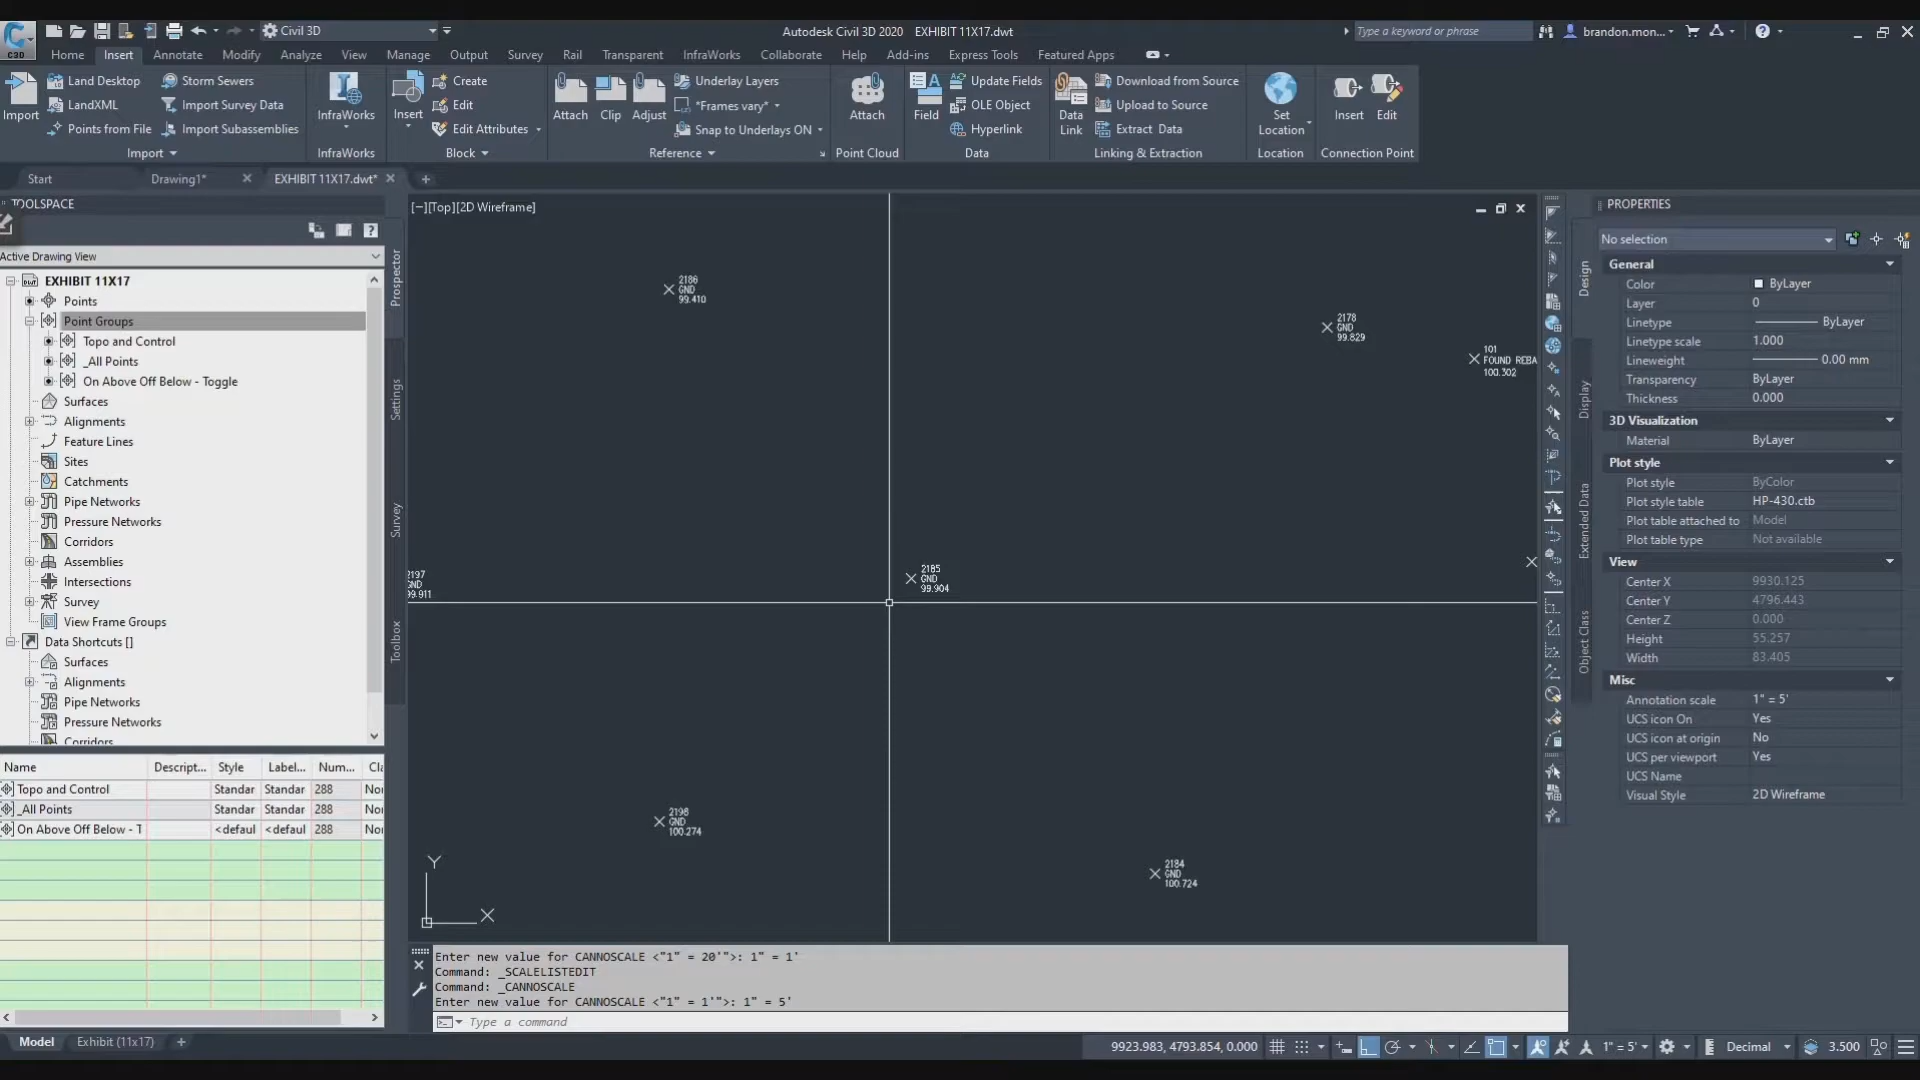 Civil 3D
Autodesk Civil 3D 2020 EXHIBIT 11X17.dwt
Type a keyword or phrase
brandon.mon...
C3D
Home Insert Annotate Modify Analyze View Manage Output Survey Rail Transparent InfraWorks Collaborate Help Add-ins Express Tools Featured Apps
Import
Land Desktop
LandXML
Points from File
Storm Sewers
Import Survey Data
Import Subassemblies
Import
InfraWorks
InfraWorks
Insert
Create
Edit
Edit Attributes
Block
Attach
Clip
Adjust
Underlay Layers
*Frames vary*
Snap to Underlays ON
Reference
Attach
Point Cloud
Field
Update Fields
OLE Object
Hyperlink
Data
Data
Link
Download from Source
Upload to Source
Extract Data
Linking & Extraction
Set
Location
Location
Insert
Edit
Connection Point
Start
Drawing1*
EXHIBIT 11X17.dwt*
TOOLSPACE
Active Drawing View
EXHIBIT 11X17
Points
Point Groups
Topo and Control
_All Points
On Above Off Below - Toggle
Surfaces
Alignments
Feature Lines
Sites
Catchments
Pipe Networks
Pressure Networks
Corridors
Assemblies
Intersections
Survey
View Frame Groups
Data Shortcuts []
Surfaces
Alignments
Pipe Networks
Pressure Networks
Corridors
Prospector
Settings
Survey
Toolbox
Name Descript... Style Label... Num... Cla
Topo and Control Standar Standar 288 Nor
_All Points Standar Standar 288 Nor
On Above Off Below - T <defaul <defaul 288 Nor
[−][Top][2D Wireframe]
2186
GND
99.410
2178
GND
99.829
101
FOUND REBA
100.302
2197
GND
99.911
2185
GND
99.904
2198
GND
100.274
2184
GND
100.724
Y
X
Enter new value for CANNOSCALE <"1" = 20'">: 1" = 1'
Command: _SCALELISTEDIT
Command: _CANNOSCALE
Enter new value for CANNOSCALE <"1" = 1'">: 1" = 5'
Type a command
PROPERTIES
No selection
Design
Display
Extended Data
Object Class
General
Color ByLayer
Layer 0
Linetype ByLayer
Linetype scale 1.000
Lineweight 0.00 mm
Transparency ByLayer
Thickness 0.000
3D Visualization
Material ByLayer
Plot style
Plot style ByColor
Plot style table HP-430.ctb
Plot table attached to Model
Plot table type Not available
View
Center X 9930.125
Center Y 4796.443
Center Z 0.000
Height 55.257
Width 83.405
Misc
Annotation scale 1" = 5'
UCS icon On Yes
UCS icon at origin No
UCS per viewport Yes
UCS Name
Visual Style 2D Wireframe
Model
Exhibit (11x17)
9923.983, 4793.854, 0.000
1" = 5'
Decimal
3.500